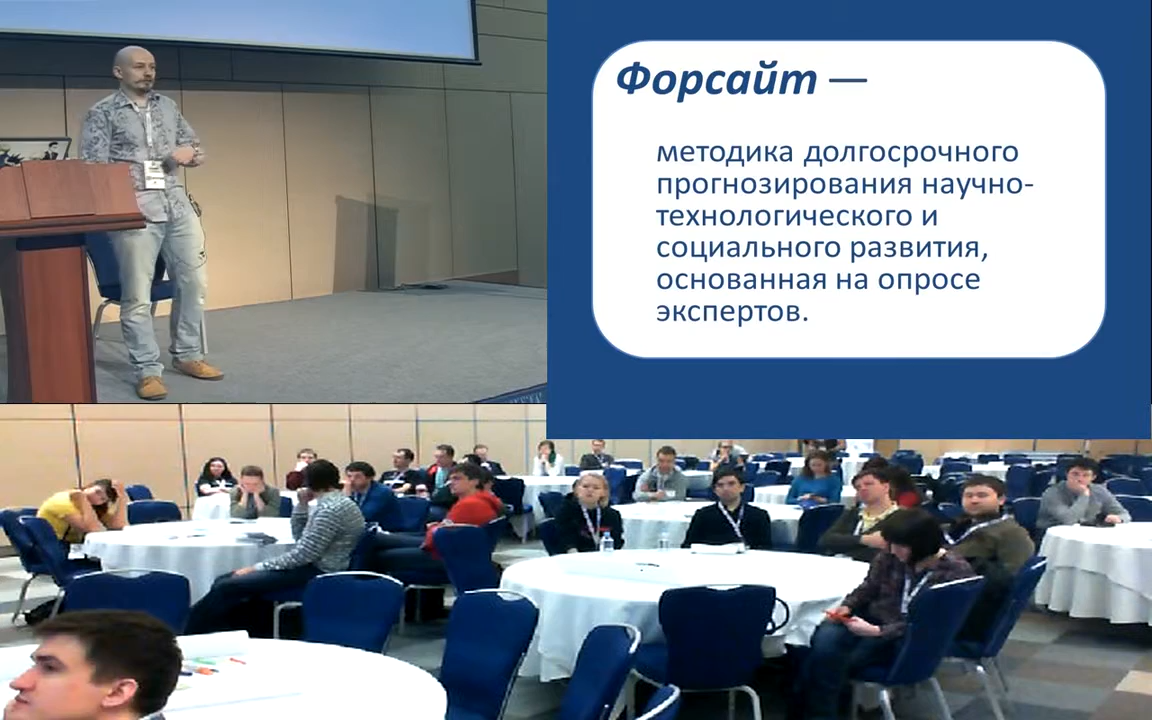 Форсайт —
методика долгосрочного
прогнозирования научно-
технологического и
социального развития,
основанная на опросе
экспертов.